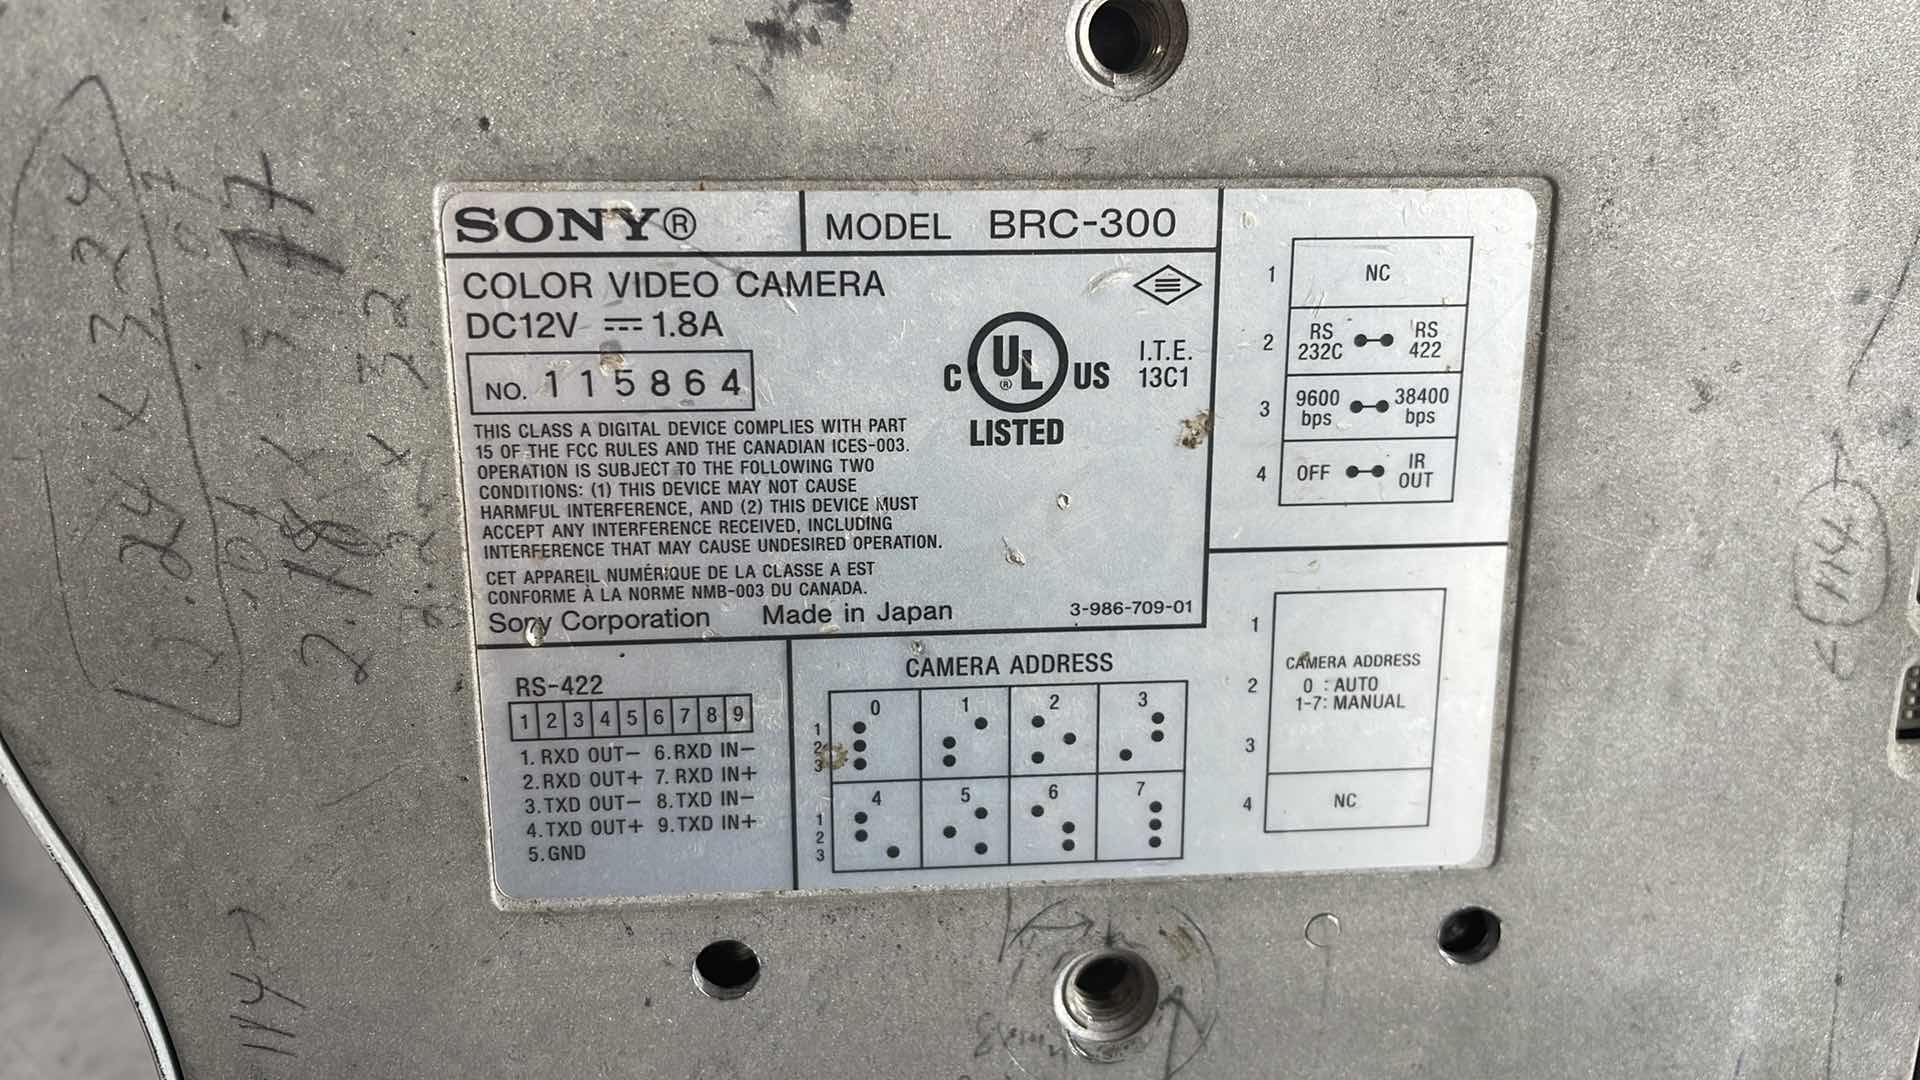 SONY®
MODEL BRC-300
COLOR VIDEO CAMERA
DC12V ⎓ 1.8A
NO. 115864
C UL® US
LISTED
I.T.E.
13C1
THIS CLASS A DIGITAL DEVICE COMPLIES WITH PART
15 OF THE FCC RULES AND THE CANADIAN ICES-003.
OPERATION IS SUBJECT TO THE FOLLOWING TWO
CONDITIONS: (1) THIS DEVICE MAY NOT CAUSE
HARMFUL INTERFERENCE, AND (2) THIS DEVICE MUST
ACCEPT ANY INTERFERENCE RECEIVED, INCLUDING
INTERFERENCE THAT MAY CAUSE UNDESIRED OPERATION.
CET APPAREIL NUMÉRIQUE DE LA CLASSE A EST
CONFORME À LA NORME NMB-003 DU CANADA.
Sony Corporation Made in Japan 3-986-709-01
1 NC
2 RS 232C RS 422
3 9600 bps 38400 bps
4 OFF IR OUT
RS-422
1 2 3 4 5 6 7 8 9
1. RXD OUT− 6. RXD IN−
2. RXD OUT+ 7. RXD IN+
3. TXD OUT− 8. TXD IN−
4. TXD OUT+ 9. TXD IN+
5. GND
CAMERA ADDRESS
0 1 2 3
1
2
3
4 5 6 7
1
2
3
1
2
3
4
CAMERA ADDRESS
0 : AUTO
1-7: MANUAL
NC
1/4
1/4